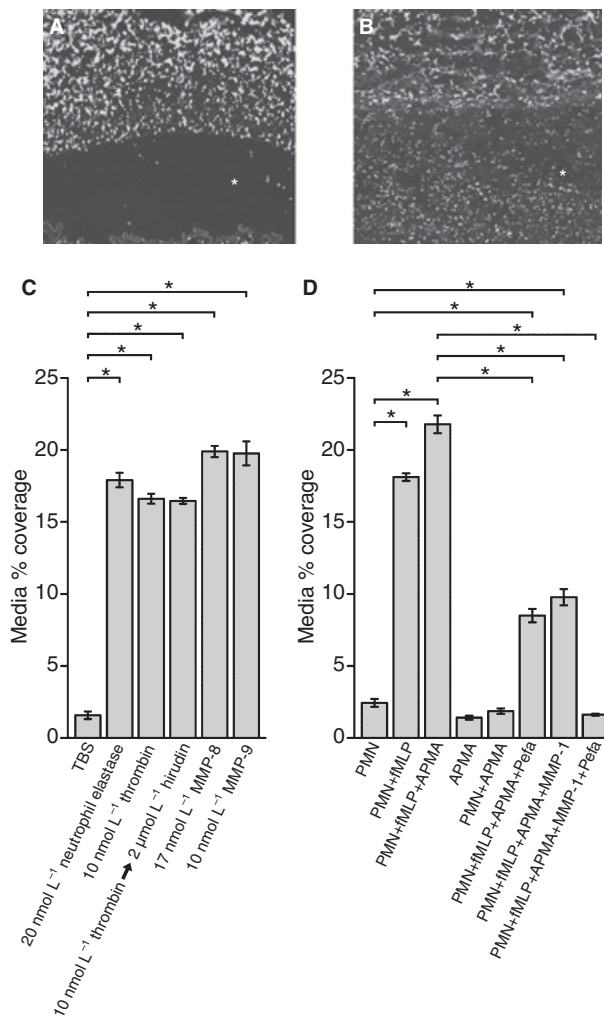 A
B
*
*
C
*
*
*
*
*
25
20
15
10
5
0
Media % coverage
TBS
20 nmol L⁻¹ neutrophil elastase
10 nmol L⁻¹ thrombin
10 nmol L⁻¹ thrombin ➡ 2 µmol L⁻¹ hirudin
17 nmol L⁻¹ MMP-8
10 nmol L⁻¹ MMP-9
D
*
*
*
*
*
*
*
25
20
15
10
5
0
Media % coverage
PMN
PMN+fMLP
PMN+fMLP+APMA
APMA
PMN+APMA
PMN+fMLP+APMA+Pefa
PMN+fMLP+APMA+MMP-1
PMN+fMLP+APMA+MMP-1+Pefa